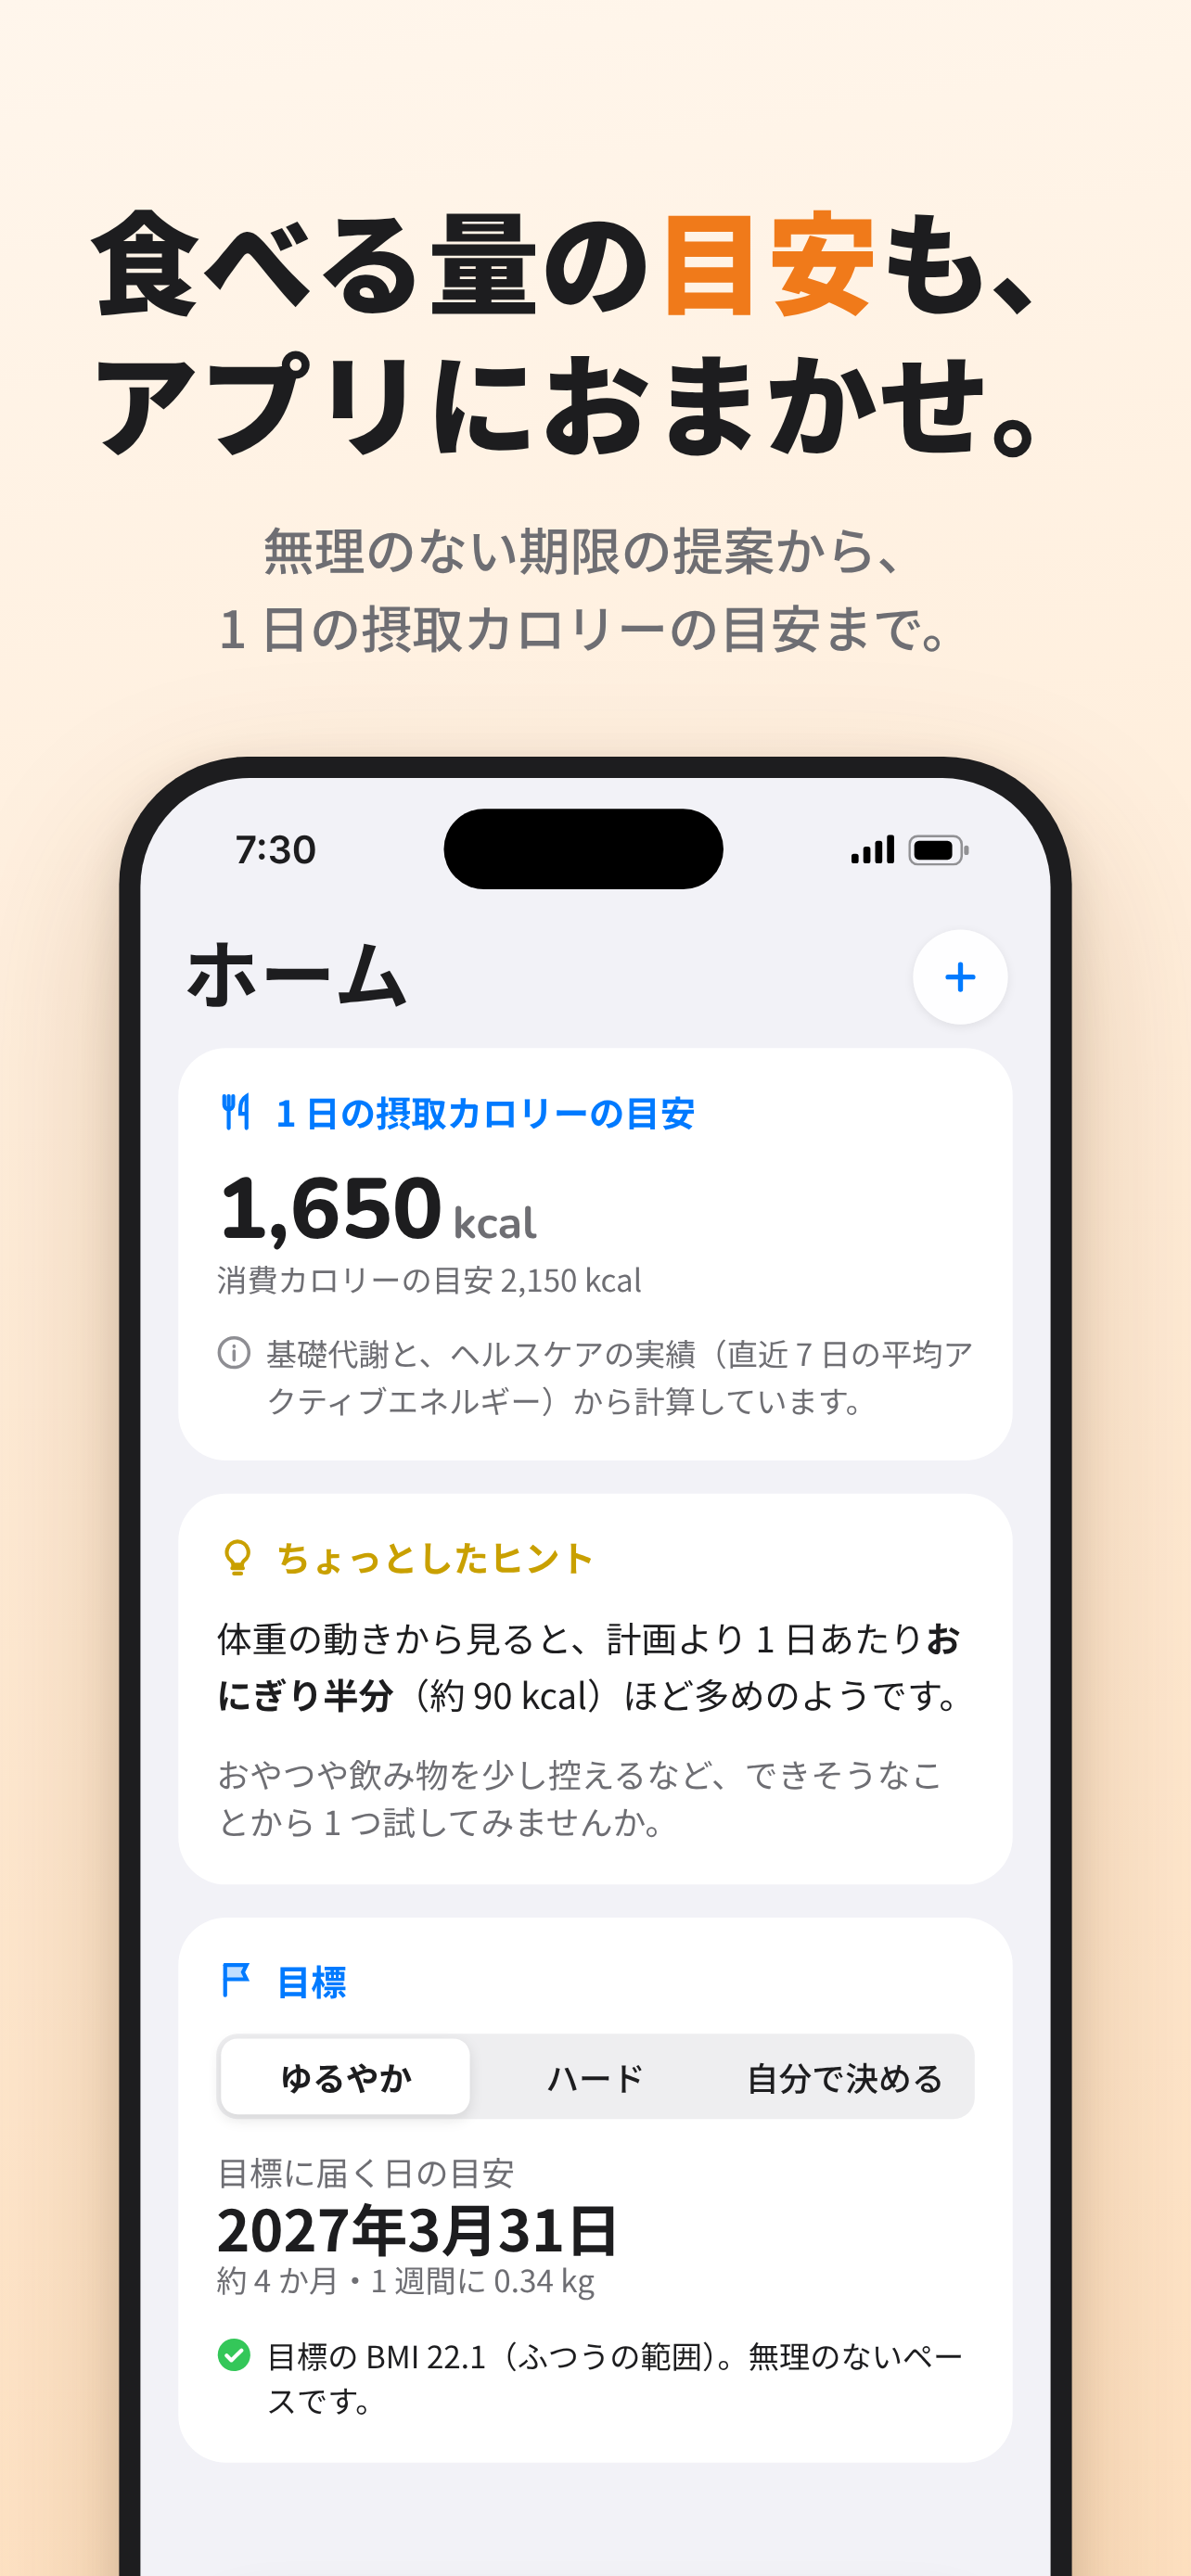 食べる量の目安も、
アプリにおまかせ。
無理のない期限の提案から、
1 日の摂取カロリーの目安まで。
7:30
ホーム
1 日の摂取カロリーの目安
1,650 kcal
消費カロリーの目安 2,150 kcal
基礎代謝と、ヘルスケアの実績（直近 7 日の平均ア
クティブエネルギー）から計算しています。
ちょっとしたヒント
体重の動きから見ると、計画より 1 日あたりお
にぎり半分（約 90 kcal）ほど多めのようです。
おやつや飲み物を少し控えるなど、できそうなこ
とから 1 つ試してみませんか。
目標
ゆるやか ハード 自分で決める
目標に届く日の目安
2027年3月31日
約 4 か月・1 週間に 0.34 kg
目標の BMI 22.1（ふつうの範囲）。無理のないペー
スです。